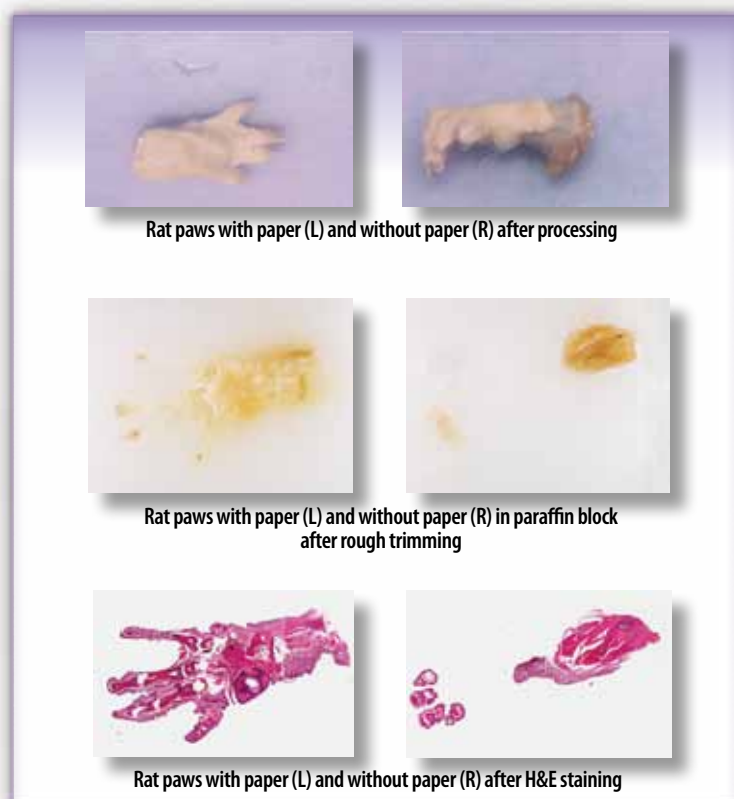 Rat paws with paper (L) and without paper (R) after processing
Rat paws with paper (L) and without paper (R) in paraffin block
after rough trimming
Rat paws with paper (L) and without paper (R) after H&E staining